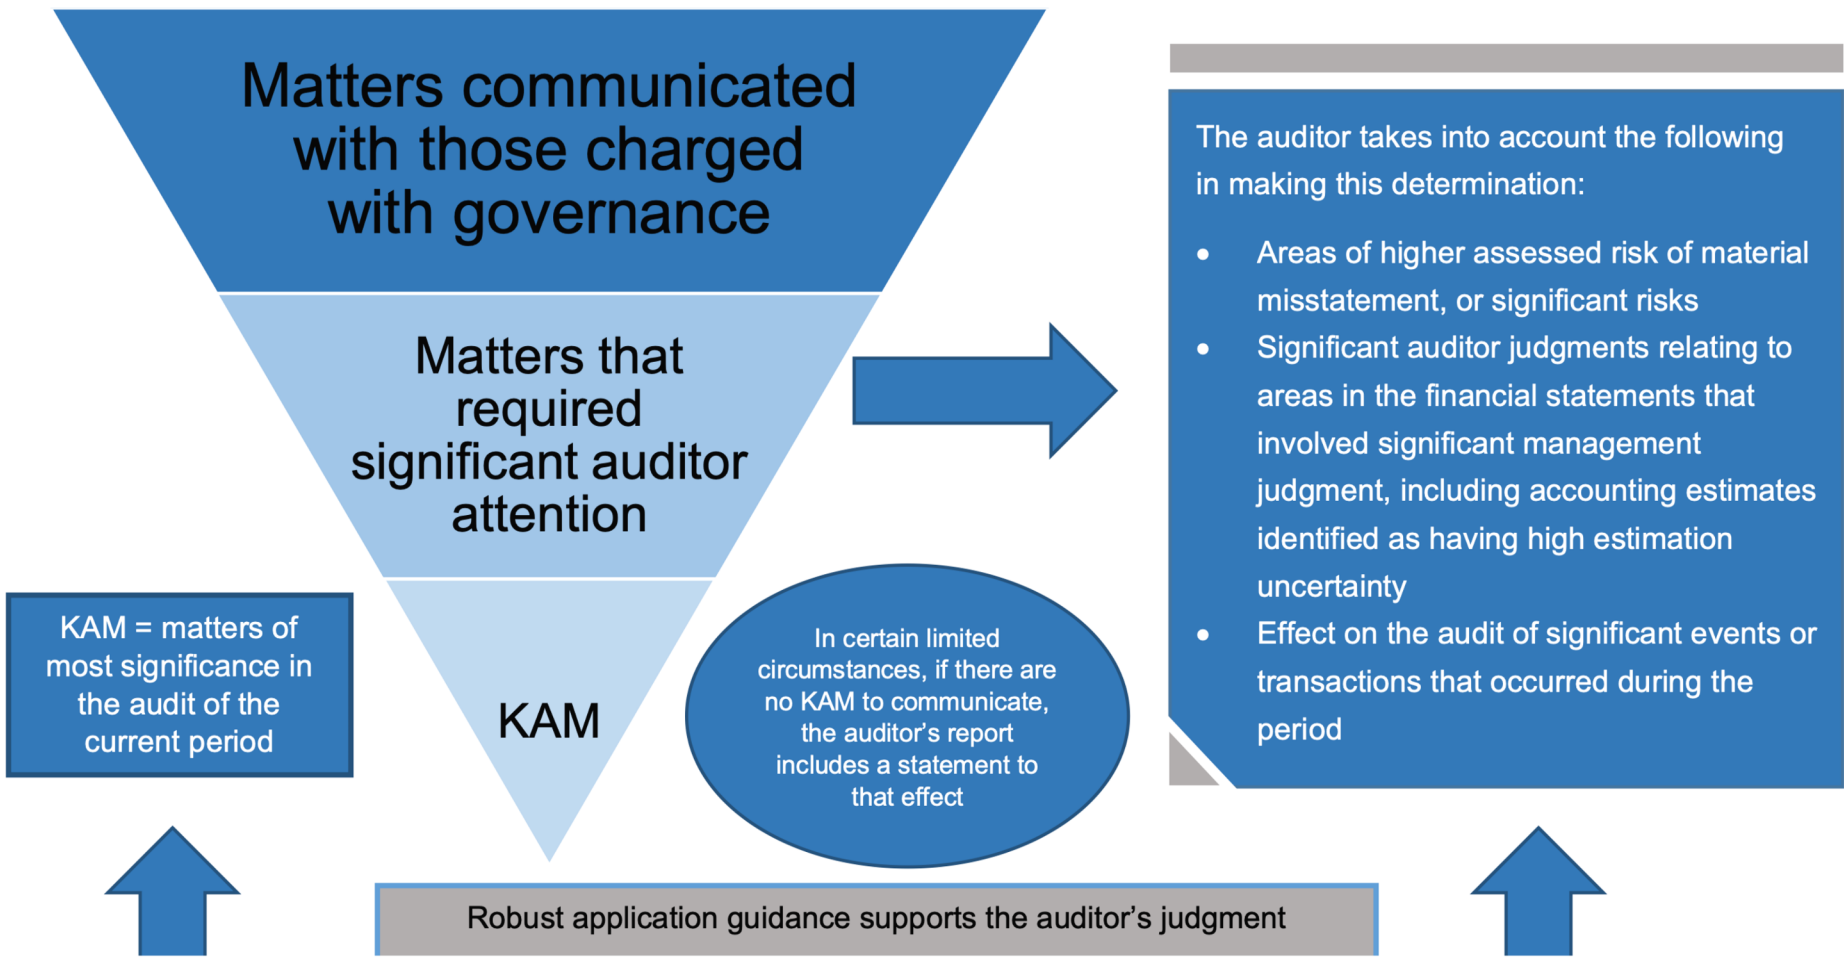 Matters communicated
with those charged
with governance
Matters that
required
significant auditor
attention
KAM
KAM = matters of
most significance in
the audit of the
current period
In certain limited
circumstances, if there are
no KAM to communicate,
the auditor’s report
includes a statement to
that effect
The auditor takes into account the following
in making this determination:
• Areas of higher assessed risk of material
misstatement, or significant risks
• Significant auditor judgments relating to
areas in the financial statements that
involved significant management
judgment, including accounting estimates
identified as having high estimation
uncertainty
• Effect on the audit of significant events or
transactions that occurred during the
period
Robust application guidance supports the auditor’s judgment